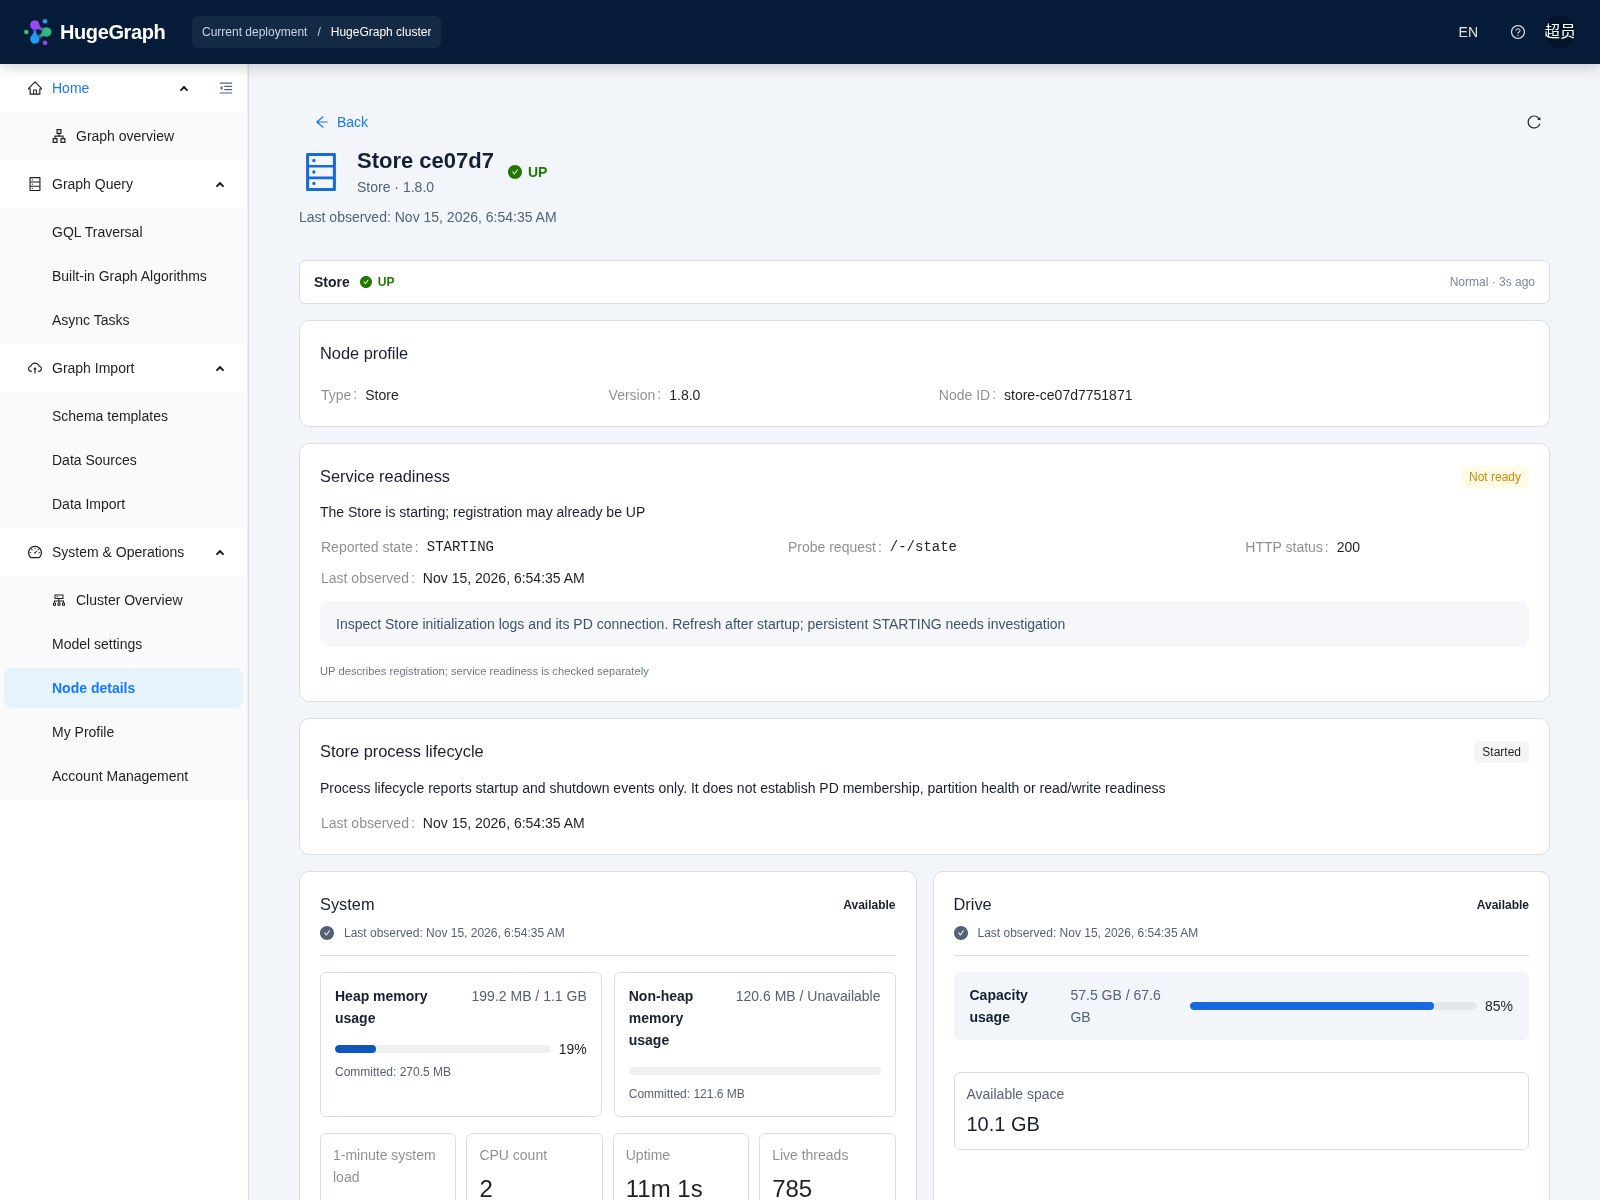 HugeGraph
Current deployment / HugeGraph cluster
EN
超员
Home
Graph overview
Graph Query
GQL Traversal
Built-in Graph Algorithms
Async Tasks
Graph Import
Schema templates
Data Sources
Data Import
System & Operations
Cluster Overview
Model settings
Node details
My Profile
Account Management
Back
Store ce07d7
UP
Store · 1.8.0
Last observed: Nov 15, 2026, 6:54:35 AM
Store UP
Normal · 3s ago
Node profile
Type: Store
Version: 1.8.0
Node ID: store-ce07d7751871
Service readiness
Not ready
The Store is starting; registration may already be UP
Reported state: STARTING
Probe request: /-/state
HTTP status: 200
Last observed: Nov 15, 2026, 6:54:35 AM
Inspect Store initialization logs and its PD connection. Refresh after startup; persistent STARTING needs investigation
UP describes registration; service readiness is checked separately
Store process lifecycle
Started
Process lifecycle reports startup and shutdown events only. It does not establish PD membership, partition health or read/write readiness
Last observed: Nov 15, 2026, 6:54:35 AM
System
Available
Last observed: Nov 15, 2026, 6:54:35 AM
Heap memory
usage
199.2 MB / 1.1 GB
19%
Committed: 270.5 MB
Non-heap
memory
usage
120.6 MB / Unavailable
Committed: 121.6 MB
1-minute system
load
CPU count
2
Uptime
11m 1s
Live threads
785
Drive
Available
Last observed: Nov 15, 2026, 6:54:35 AM
Capacity
usage
57.5 GB / 67.6
GB
85%
Available space
10.1 GB